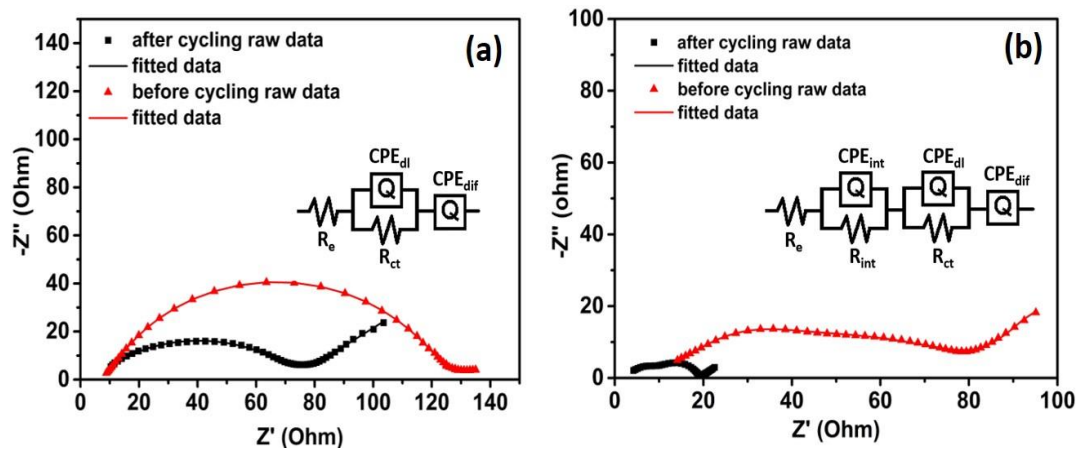 (a)
after cycling raw data
fitted data
before cycling raw data
fitted data
CPEdl
Q
CPEdif
Q
Re
Rct
-Z'' (Ohm)
140
120
100
80
60
40
20
0
0 20 40 60 80 100 120 140
Z' (Ohm)
(b)
after cycling raw data
fitted data
before cycling raw data
fitted data
CPEint CPEdl
Q Q
CPEdif
Q
Re
Rint Rct
-Z'' (ohm)
100
80
60
40
20
0
0 20 40 60 80 100
Z' (Ohm)